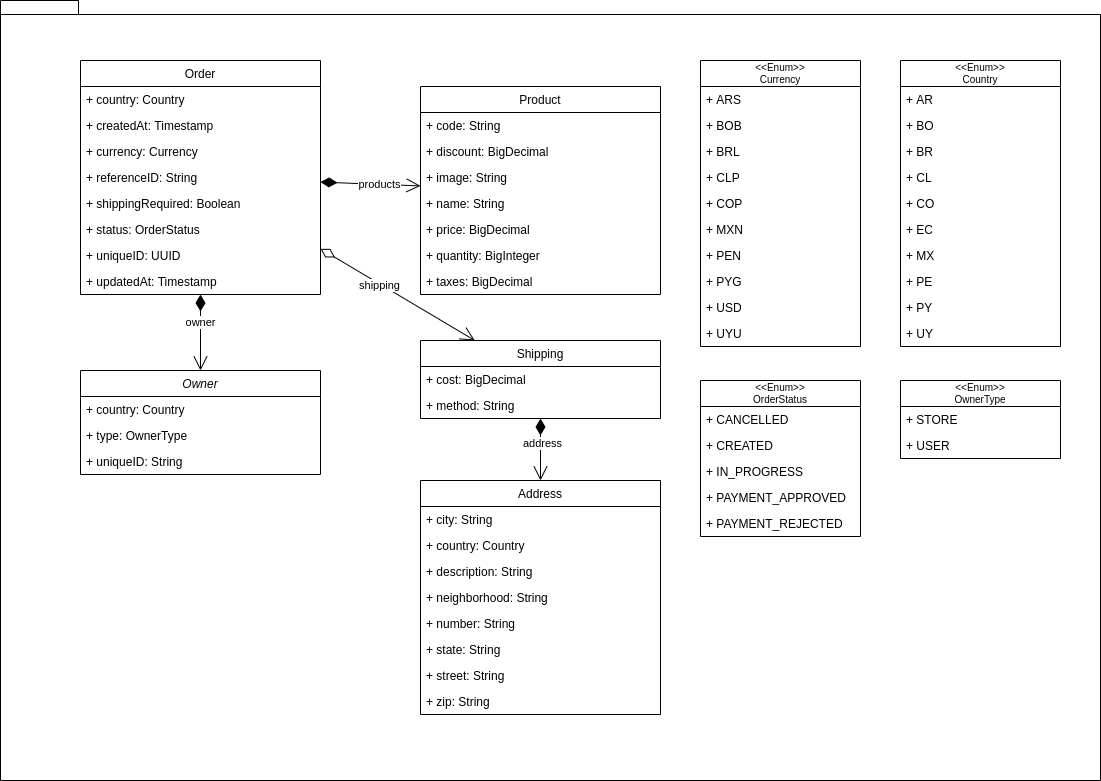 Order
+ country: Country
+ createdAt: Timestamp
+ currency: Currency
+ referenceID: String
+ shippingRequired: Boolean
+ status: OrderStatus
+ uniqueID: UUID
+ updatedAt: Timestamp
products
shipping
owner
Owner
+ country: Country
+ type: OwnerType
+ uniqueID: String
Product
+ code: String
+ discount: BigDecimal
+ image: String
+ name: String
+ price: BigDecimal
+ quantity: BigInteger
+ taxes: BigDecimal
Shipping
+ cost: BigDecimal
+ method: String
address
Address
+ city: String
+ country: Country
+ description: String
+ neighborhood: String
+ number: String
+ state: String
+ street: String
+ zip: String
<<Enum>>
Currency
+ ARS
+ BOB
+ BRL
+ CLP
+ COP
+ MXN
+ PEN
+ PYG
+ USD
+ UYU
<<Enum>>
Country
+ AR
+ BO
+ BR
+ CL
+ CO
+ EC
+ MX
+ PE
+ PY
+ UY
<<Enum>>
OrderStatus
+ CANCELLED
+ CREATED
+ IN_PROGRESS
+ PAYMENT_APPROVED
+ PAYMENT_REJECTED
<<Enum>>
OwnerType
+ STORE
+ USER